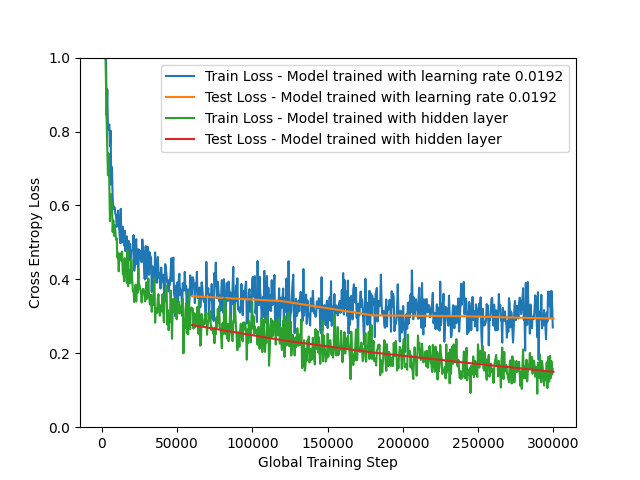 Train Loss - Model trained with learning rate 0.0192
Test Loss - Model trained with learning rate 0.0192
Train Loss - Model trained with hidden layer
Test Loss - Model trained with hidden layer
1.0
0.8
0.6
0.4
0.2
0.0
Cross Entropy Loss
0 50000 100000 150000 200000 250000 300000
Global Training Step